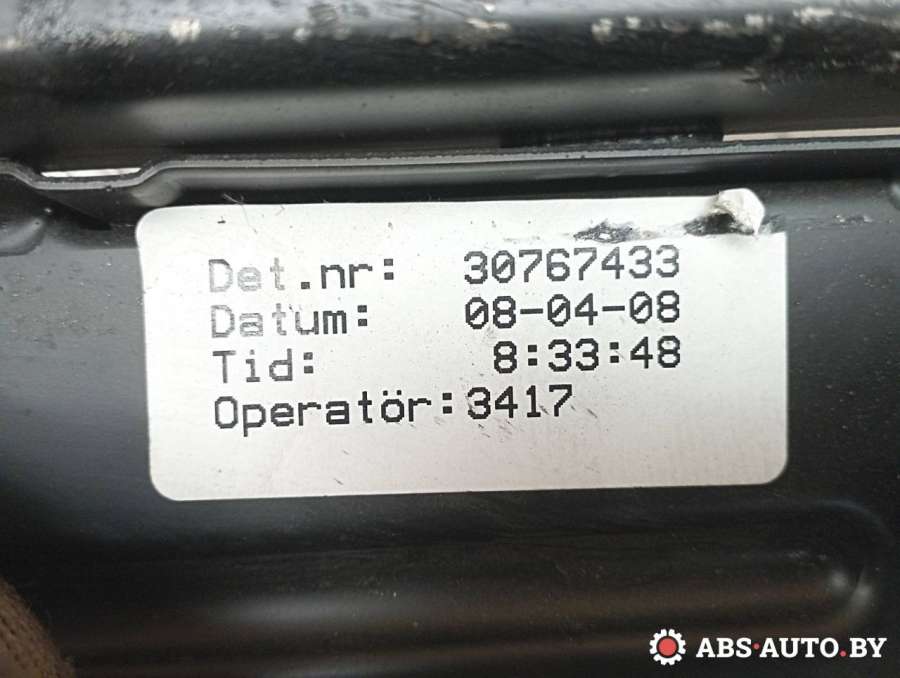 Det.nr: 30767433
Datum: 08-04-08
Tid: 8:33:48
Operatör:3417
ABS-AUTO.BY